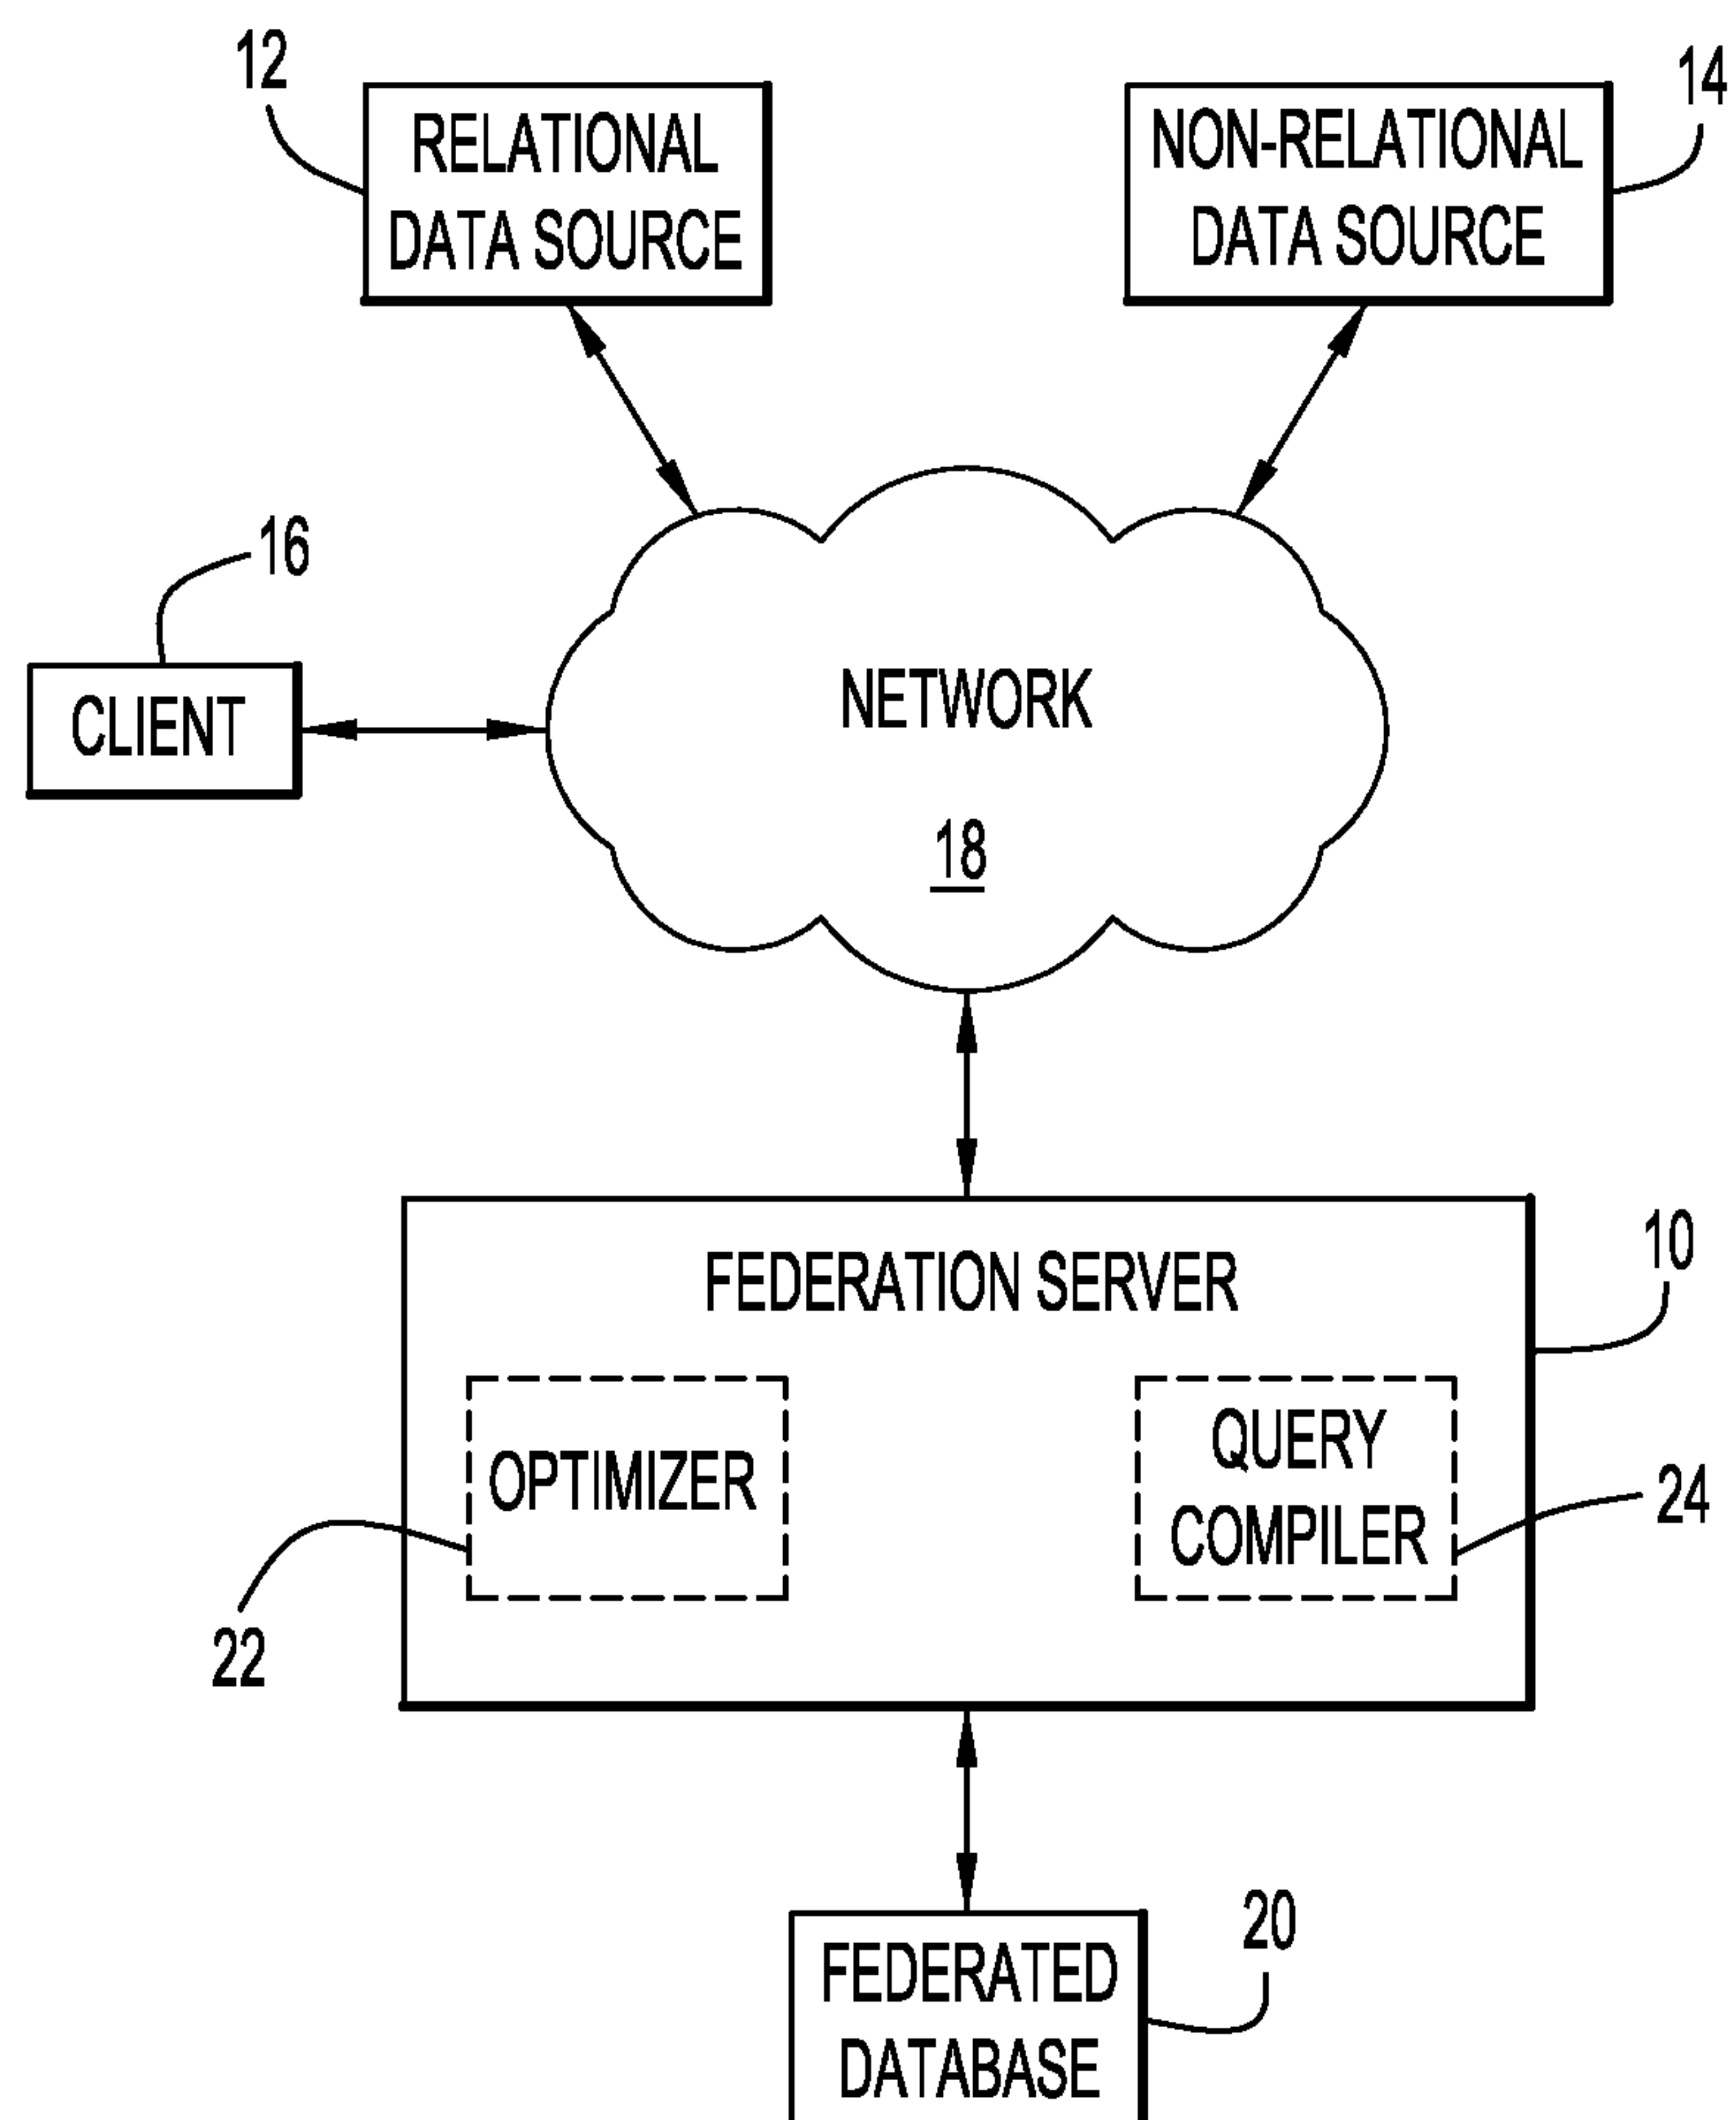 12
RELATIONAL
DATA SOURCE
NON-RELATIONAL
DATA SOURCE
14
16
CLIENT
NETWORK
18
FEDERATION SERVER
10
OPTIMIZER
QUERY
COMPILER
24
22
FEDERATED
DATABASE
20